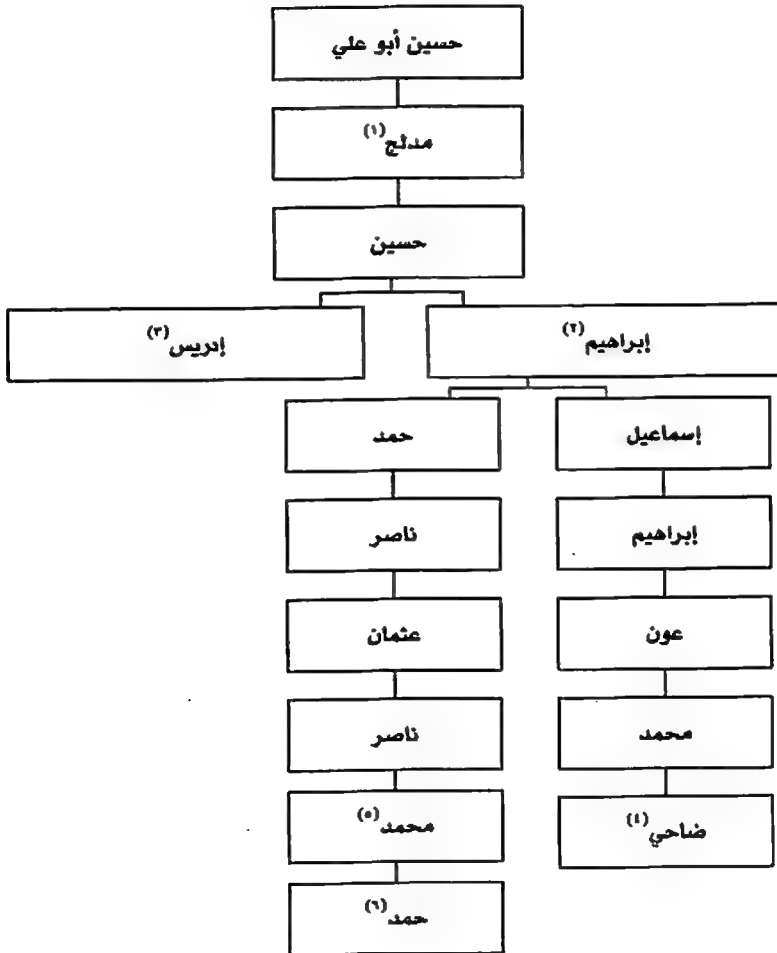 حسين أبو علي
مدلج (١)
حسين
إبراهيم (٢)
إدريس (٣)
إسماعيل
حمد
إبراهيم
ناصر
عون
عثمان
محمد
ناصر
ضاحي (٤)
محمد (٥)
حمد (٦)